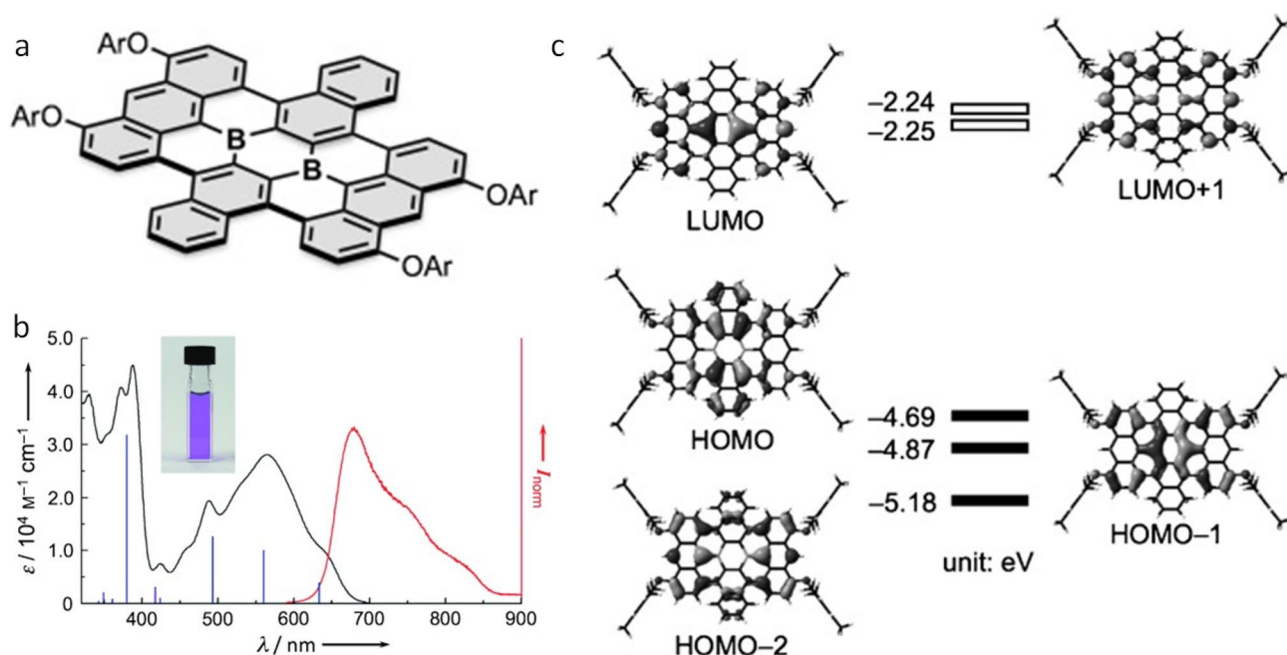 a
ArO
ArO
B
B
OAr
OAr
b
5.0
4.0
3.0
2.0
1.0
0
ε / 10⁴ M⁻¹ cm⁻¹
400 500 600 700 800 900
λ / nm
I norm
c
LUMO
−2.24
−2.25
LUMO+1
HOMO
−4.69
−4.87
−5.18
unit: eV
HOMO−1
HOMO−2